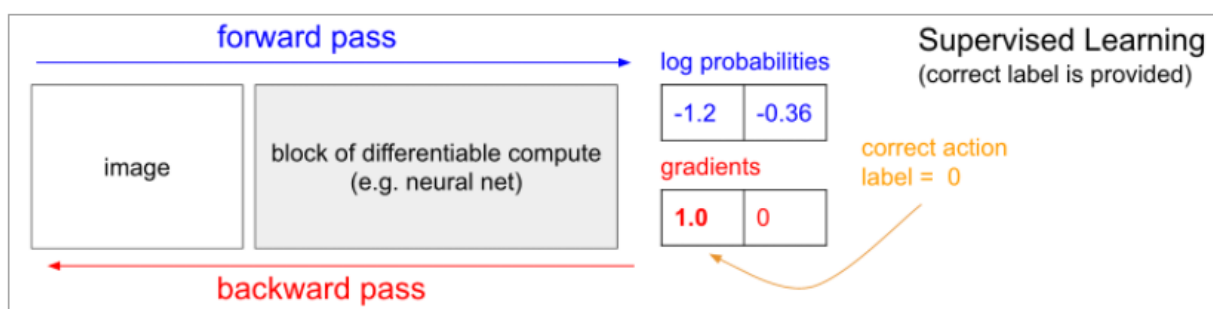 forward pass
Supervised Learning
(correct label is provided)
log probabilities
-1.2 -0.36
image
block of differentiable compute
(e.g. neural net)
correct action
label = 0
gradients
1.0 0
backward pass